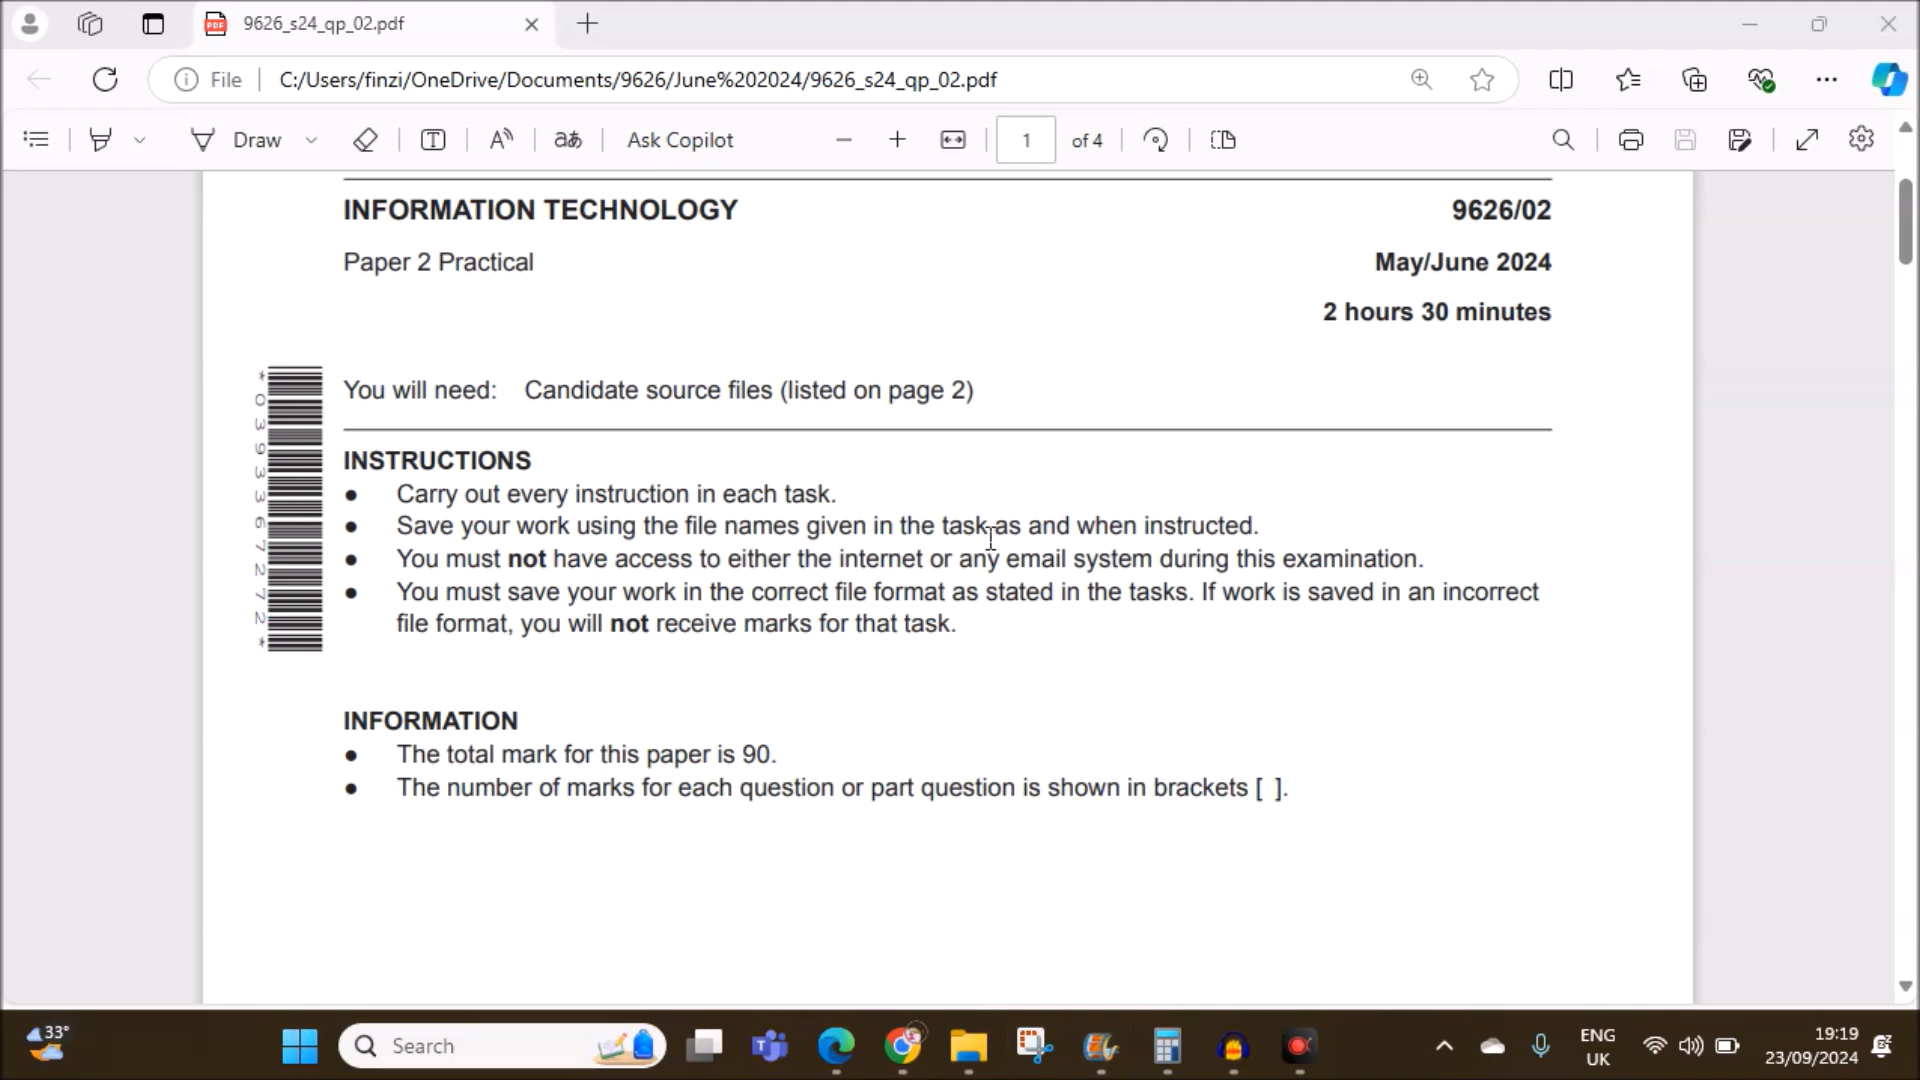 9626_s24_qp_02.pdf
File C:/Users/finzi/OneDrive/Documents/9626/June%202024/9626_s24_qp_02.pdf
Draw Ask Copilot 1 of 4
INFORMATION TECHNOLOGY 9626/02
Paper 2 Practical May/June 2024
2 hours 30 minutes
*0393367272*
You will need: Candidate source files (listed on page 2)
INSTRUCTIONS
● Carry out every instruction in each task.
● Save your work using the file names given in the task as and when instructed.
● You must not have access to either the internet or any email system during this examination.
● You must save your work in the correct file format as stated in the tasks. If work is saved in an incorrect
file format, you will not receive marks for that task.
INFORMATION
● The total mark for this paper is 90.
● The number of marks for each question or part question is shown in brackets [ ].
33°
Search
ENG
UK
19:19
23/09/2024